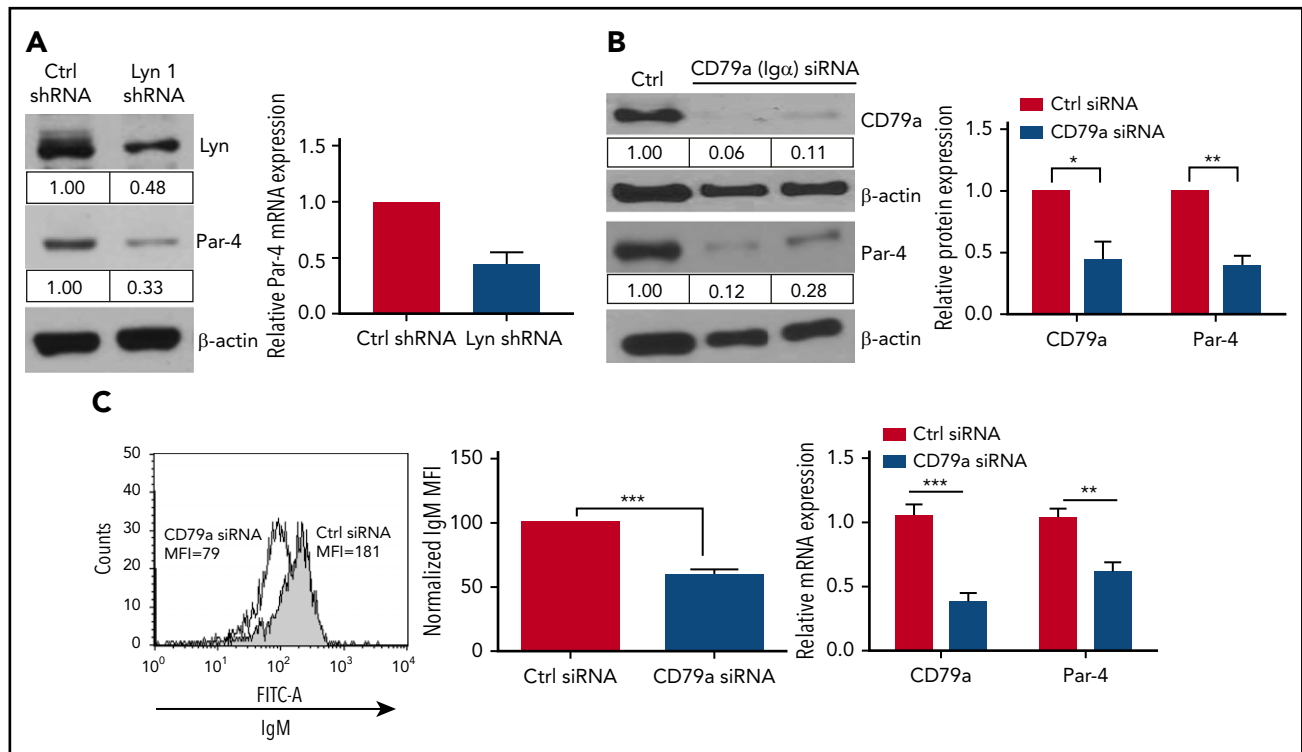 A
Ctrl
shRNA
Lyn 1
shRNA
Lyn
1.00 0.48
Par-4
1.00 0.33
β-actin
Relative Par-4 mRNA expression
1.5
1.0
0.5
0.0
Ctrl shRNA Lyn shRNA
B
Ctrl
CD79a (Igα) siRNA
CD79a
1.00 0.06 0.11
β-actin
Par-4
1.00 0.12 0.28
β-actin
Ctrl siRNA
CD79a siRNA
Relative protein expression
1.5
1.0
0.5
0.0
*
**
CD79a Par-4
C
Counts
50
40
30
20
10
0
CD79a siRNA
MFI=79
Ctrl siRNA
MFI=181
10⁰ 10¹ 10² 10³ 10⁴
FITC-A
IgM
Normalized IgM MFI
150
100
50
0
***
Ctrl siRNA CD79a siRNA
Ctrl siRNA
CD79a siRNA
Relative mRNA expression
1.5
1.0
0.5
0.0
***
**
CD79a Par-4